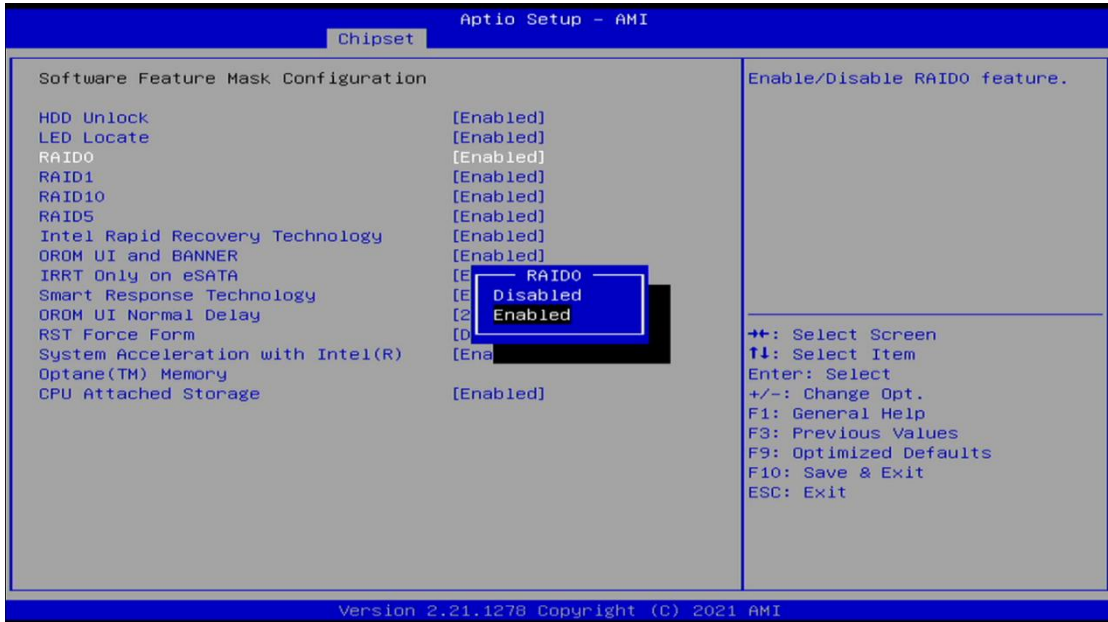 Aptio Setup – AMI
Chipset
Software Feature Mask Configuration
HDD Unlock [Enabled]
LED Locate [Enabled]
RAID0 [Enabled]
RAID1 [Enabled]
RAID10 [Enabled]
RAID5 [Enabled]
Intel Rapid Recovery Technology [Enabled]
OROM UI and BANNER [Enabled]
IRRT Only on eSATA [E
Smart Response Technology [E
OROM UI Normal Delay [2
RST Force Form [D
System Acceleration with Intel(R) [Ena
Optane(TM) Memory
CPU Attached Storage [Enabled]
RAID0
Disabled
Enabled
Enable/Disable RAID0 feature.
→←: Select Screen
↑↓: Select Item
Enter: Select
+/-: Change Opt.
F1: General Help
F3: Previous Values
F9: Optimized Defaults
F10: Save & Exit
ESC: Exit
Version 2.21.1278 Copyright (C) 2021 AMI